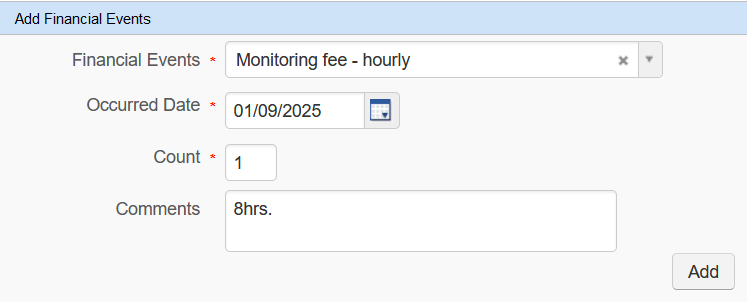 Add Financial Events
Financial Events * Monitoring fee - hourly
Occurred Date * 01/09/2025
Count * 1
Comments 8hrs.
Add